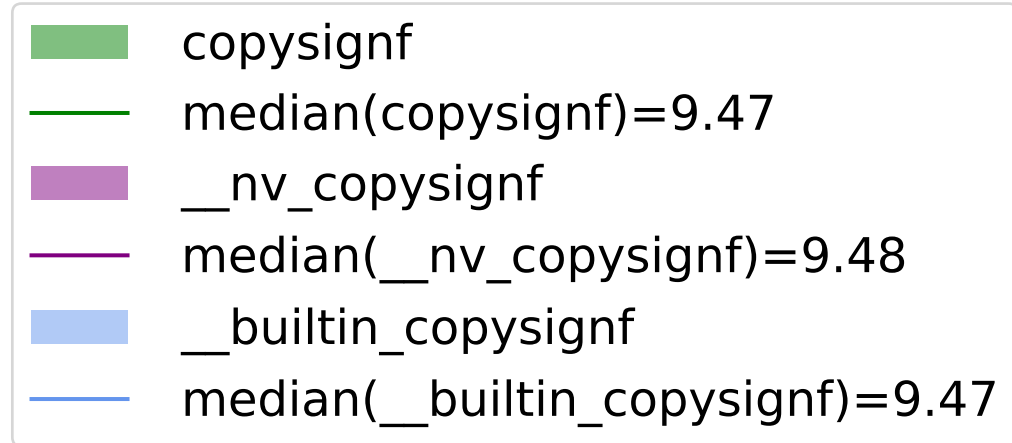 copysignf
median(copysignf)=9.47
__nv_copysignf
median(__nv_copysignf)=9.48
__builtin_copysignf
median(__builtin_copysignf)=9.47